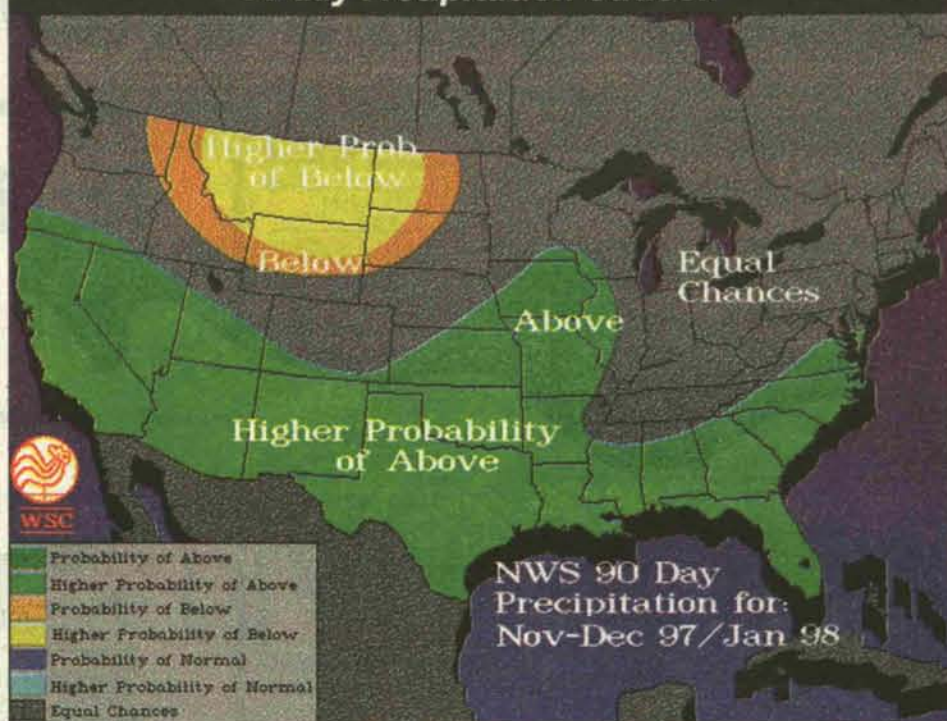 Higher Prob.
of Below
Below
Equal
Chances
Above
Higher Probability
of Above
WSC
Probability of Above
Higher Probability of Above
Probability of Below
Higher Probability of Below
Probability of Normal
Higher Probability of Normal
Equal Chances
NWS 90 Day
Precipitation for:
Nov-Dec 97/Jan 98